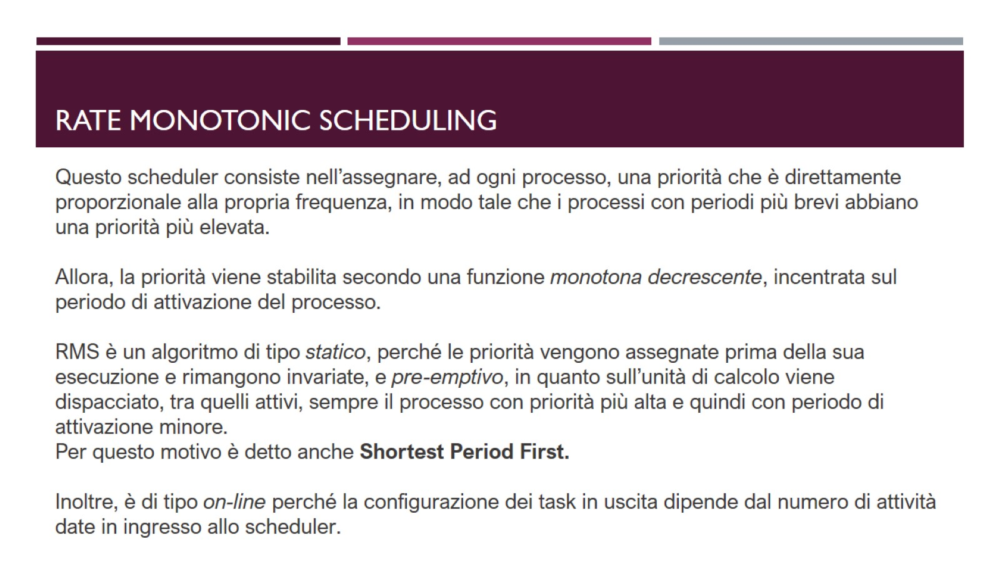 RATE MONOTONIC SCHEDULING
Questo scheduler consiste nell’assegnare, ad ogni processo, una priorità che è direttamente
proporzionale alla propria frequenza, in modo tale che i processi con periodi più brevi abbiano
una priorità più elevata.
Allora, la priorità viene stabilita secondo una funzione monotona decrescente, incentrata sul
periodo di attivazione del processo.
RMS è un algoritmo di tipo statico, perché le priorità vengono assegnate prima della sua
esecuzione e rimangono invariate, e pre-emptivo, in quanto sull’unità di calcolo viene
dispacciato, tra quelli attivi, sempre il processo con priorità più alta e quindi con periodo di
attivazione minore.
Per questo motivo è detto anche Shortest Period First.
Inoltre, è di tipo on-line perché la configurazione dei task in uscita dipende dal numero di attività
date in ingresso allo scheduler.